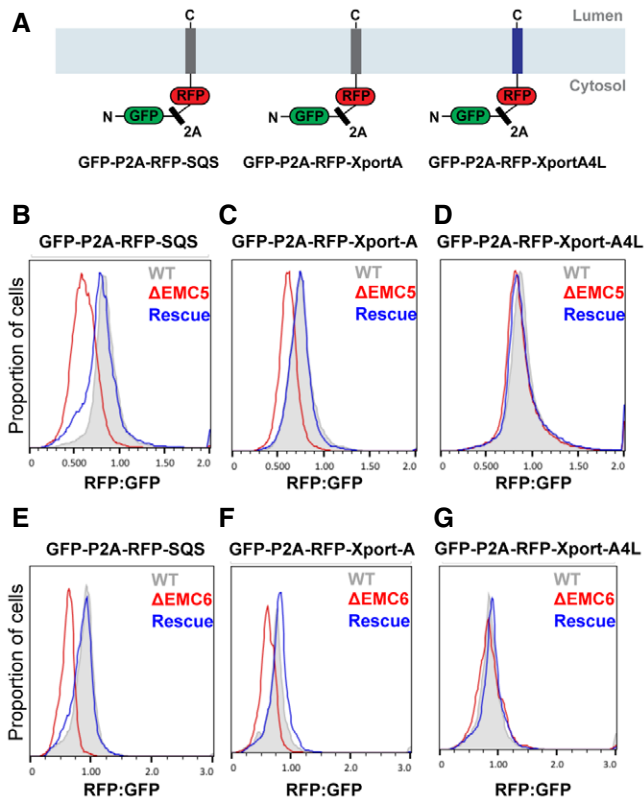 A
C C C Lumen
Cytosol
RFP RFP RFP
N GFP 2A N GFP 2A N GFP 2A
GFP-P2A-RFP-SQS GFP-P2A-RFP-XportA GFP-P2A-RFP-XportA4L
B C D
GFP-P2A-RFP-SQS GFP-P2A-RFP-Xport-A GFP-P2A-RFP-Xport-A4L
WT WT WT
ΔEMC5 ΔEMC5 ΔEMC5
Rescue Rescue Rescue
Proportion of cells
0 0.500 1.00 1.50 2.0 0 0.500 1.00 1.50 2.0 0 0.500 1.00 1.50 2.0
RFP:GFP RFP:GFP RFP:GFP
E F G
GFP-P2A-RFP-SQS GFP-P2A-RFP-Xport-A GFP-P2A-RFP-Xport-A4L
WT WT WT
ΔEMC6 ΔEMC6 ΔEMC6
Rescue Rescue Rescue
Proportion of cells
0 1.00 2.00 3.0 0 1.00 2.00 3.0 0 1.00 2.00 3.0
RFP:GFP RFP:GFP RFP:GFP